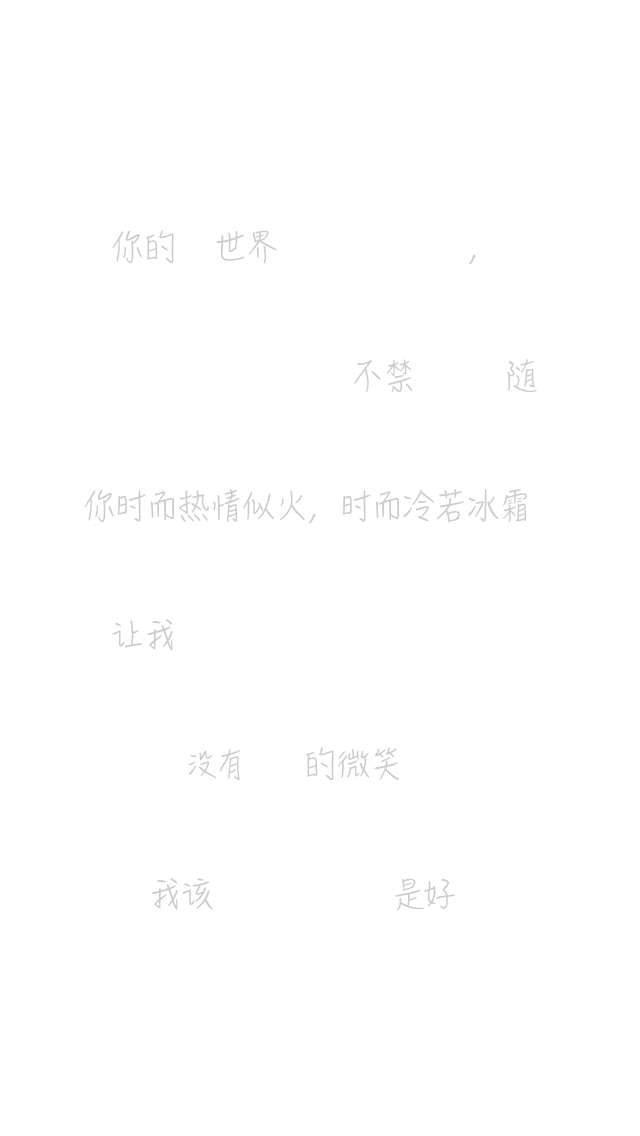 你的 世界 ，
不禁 随
你时而热情似火，时而冷若冰霜
让我
没有 的微笑
我该 是好